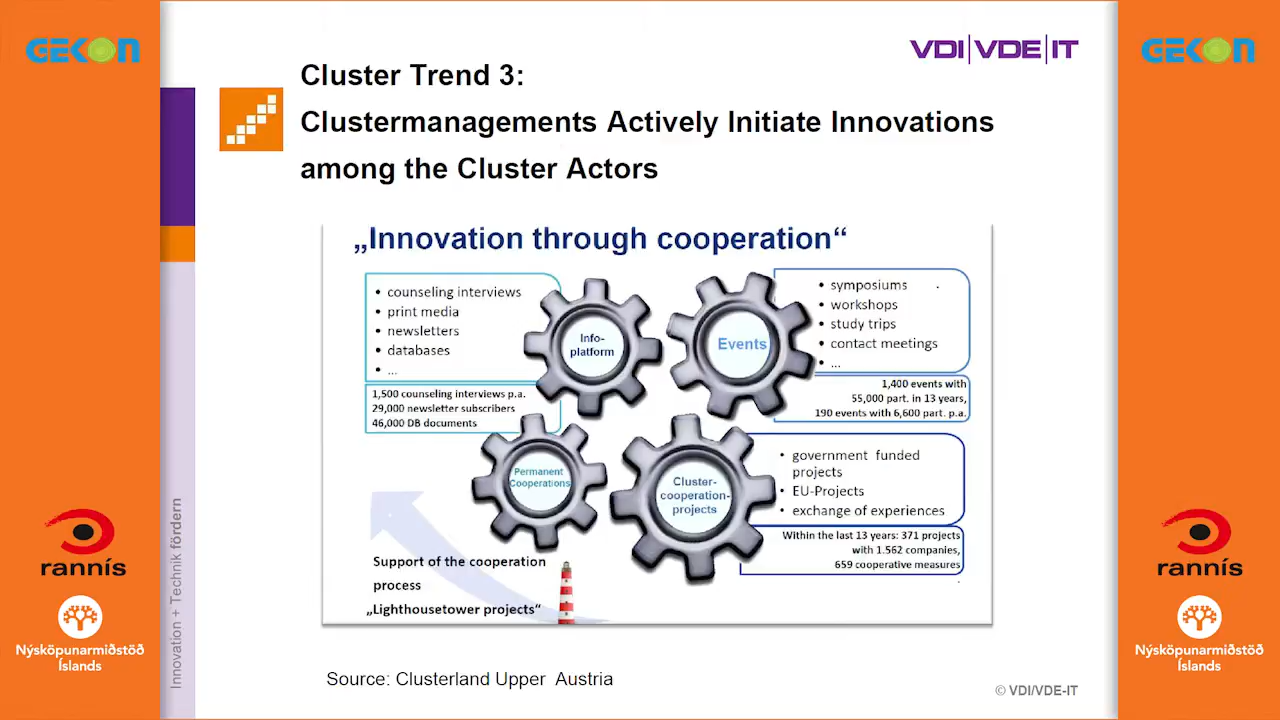 GEKON
VDI|VDE|IT
GEKON
Cluster Trend 3:
Clustermanagements Actively Initiate Innovations
among the Cluster Actors
„Innovation through cooperation“
• counseling interviews
• print media
• newsletters
• databases
• ...
1,500 counseling interviews p.a.
29,000 newsletter subscribers
46,000 DB documents
Info-
platform
Events
• symposiums
• workshops
• study trips
• contact meetings
• ...
1,400 events with
55,000 part. in 13 years,
190 events with 6,600 part. p.a.
Permanent
Cooperations
Cluster-
cooperation-
projects
• government funded
projects
• EU-Projects
• exchange of experiences
Within the last 13 years: 371 projects
with 1.562 companies,
659 cooperative measures
Support of the cooperation
process
„Lighthousetower projects“
Source: Clusterland Upper Austria
© VDI/VDE-IT
Innovation + Technik fördern
rannís
Nýsköpunarmiðstöð
Íslands
rannís
Nýsköpunarmiðstöð
Íslands